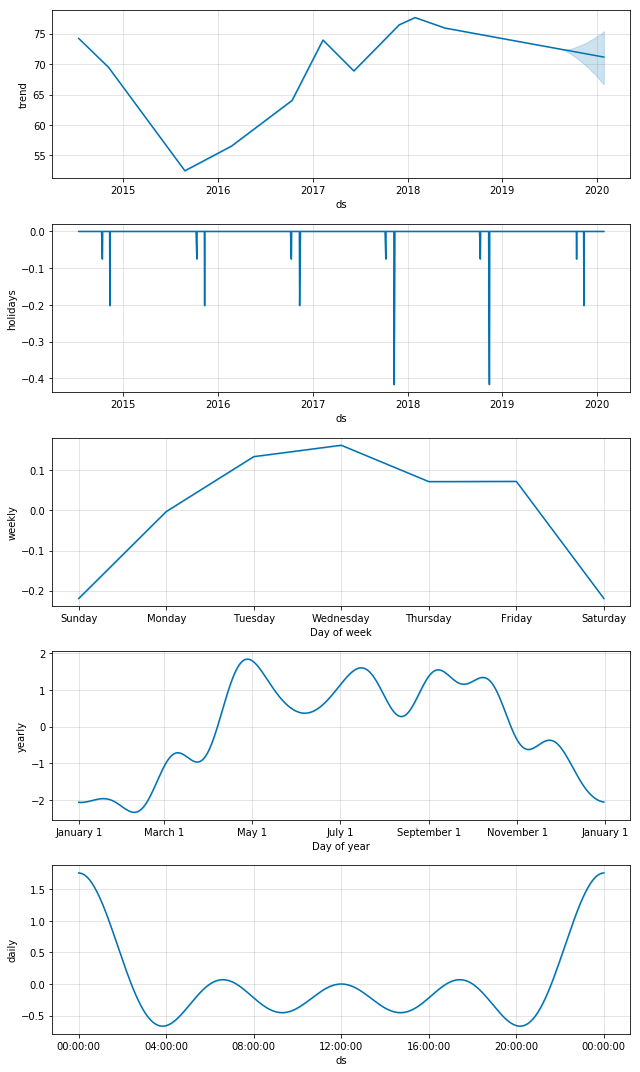 75
70
65
60
55
trend
2015 2016 2017 2018 2019 2020
ds
0.0
−0.1
−0.2
−0.3
−0.4
holidays
2015 2016 2017 2018 2019 2020
ds
0.1
0.0
−0.1
−0.2
weekly
Sunday Monday Tuesday Wednesday Thursday Friday Saturday
Day of week
2
1
0
−1
−2
yearly
January 1 March 1 May 1 July 1 September 1 November 1 January 1
Day of year
1.5
1.0
0.5
0.0
−0.5
daily
00:00:00 04:00:00 08:00:00 12:00:00 16:00:00 20:00:00 00:00:00
ds